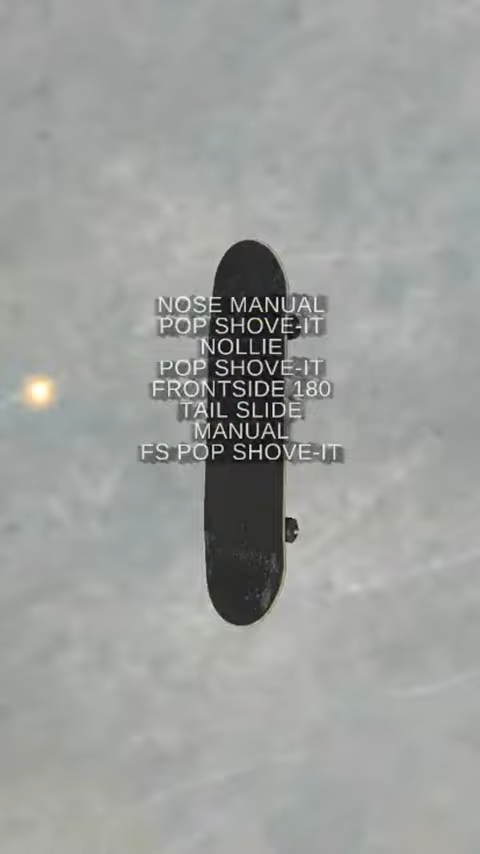 NOSE MANUAL
POP SHOVE-IT
NOLLIE
POP SHOVE-IT
FRONTSIDE 180
TAIL SLIDE
MANUAL
FS POP SHOVE-IT